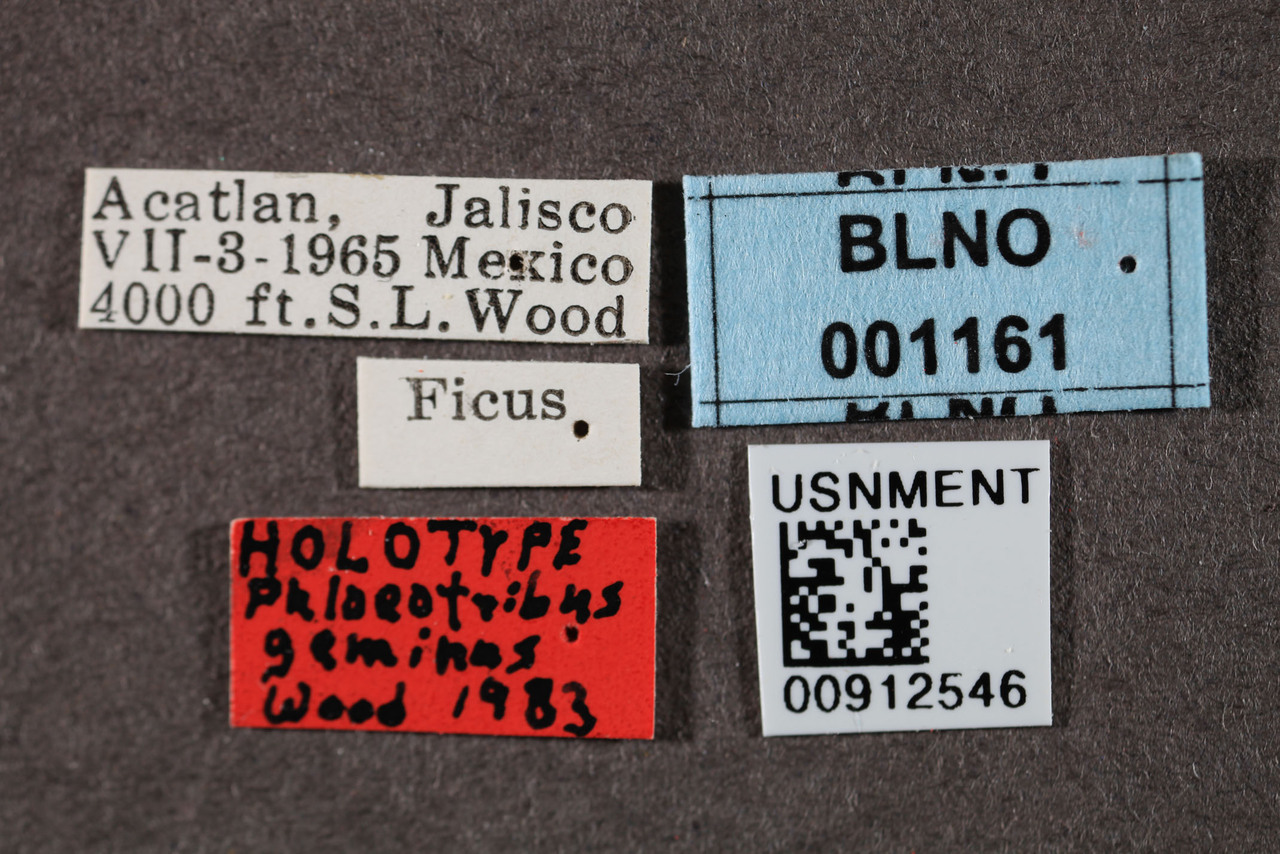 Acatlan, Jalisco
VII-3-1965 Mexico
4000 ft. S. L. Wood
Ficus
HOLOTYPE
Phloeotribus
geminus
Wood 1983
BLNO
001161
USNMENT
00912546